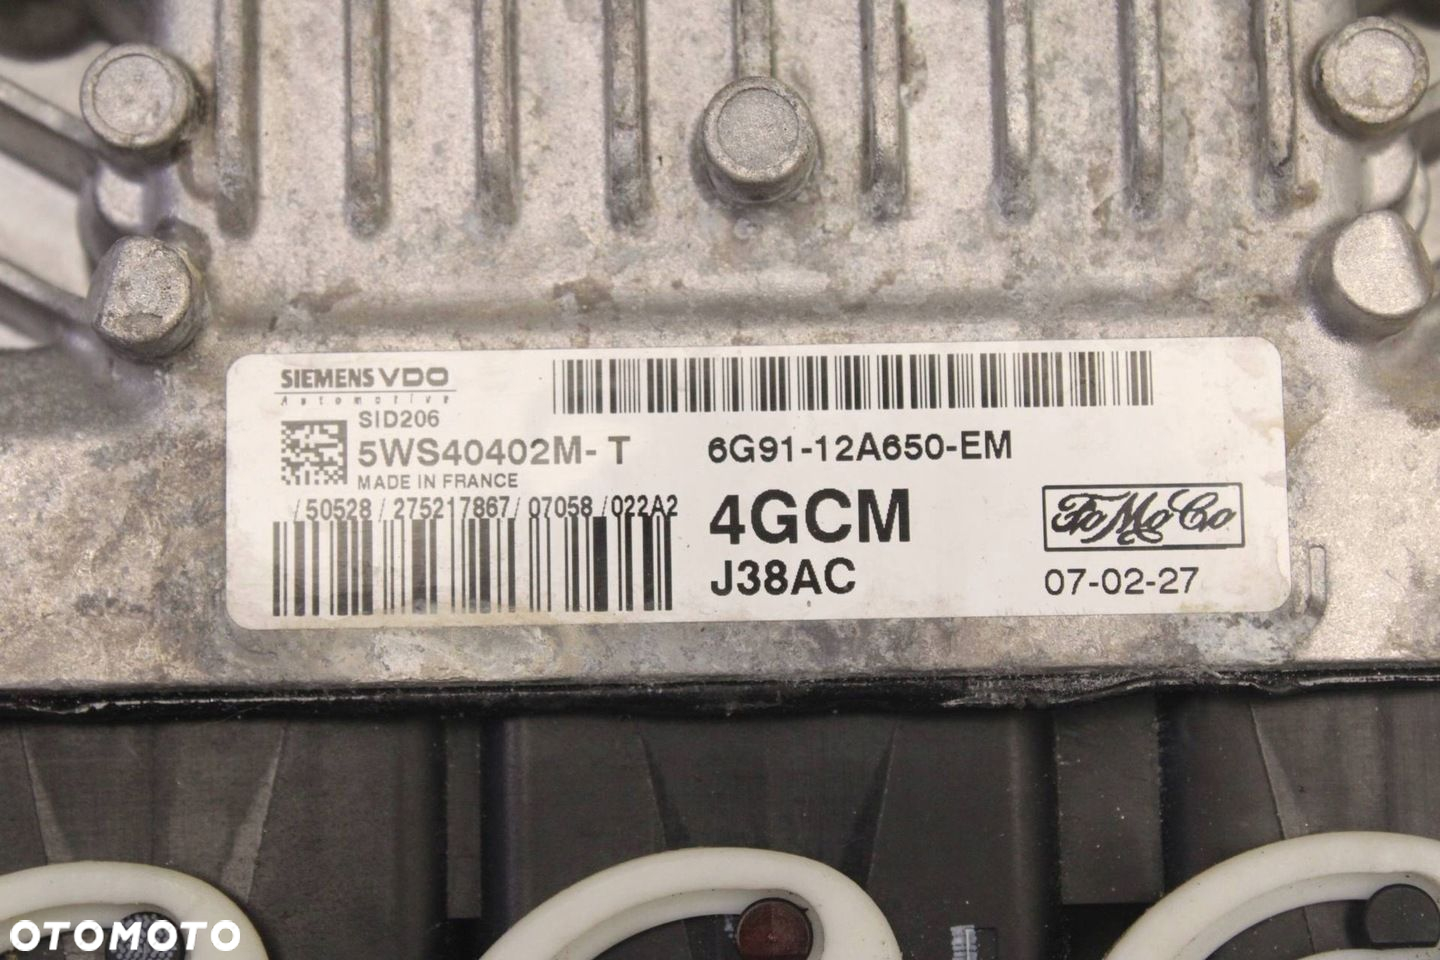 SIEMENS VDO
Automotive
SID206
5WS40402M-T
MADE IN FRANCE
/50528/275217867/07058/022A2
6G91-12A650-EM
4GCM
J38AC
FoMoCo
07-02-27
OTOMOTO